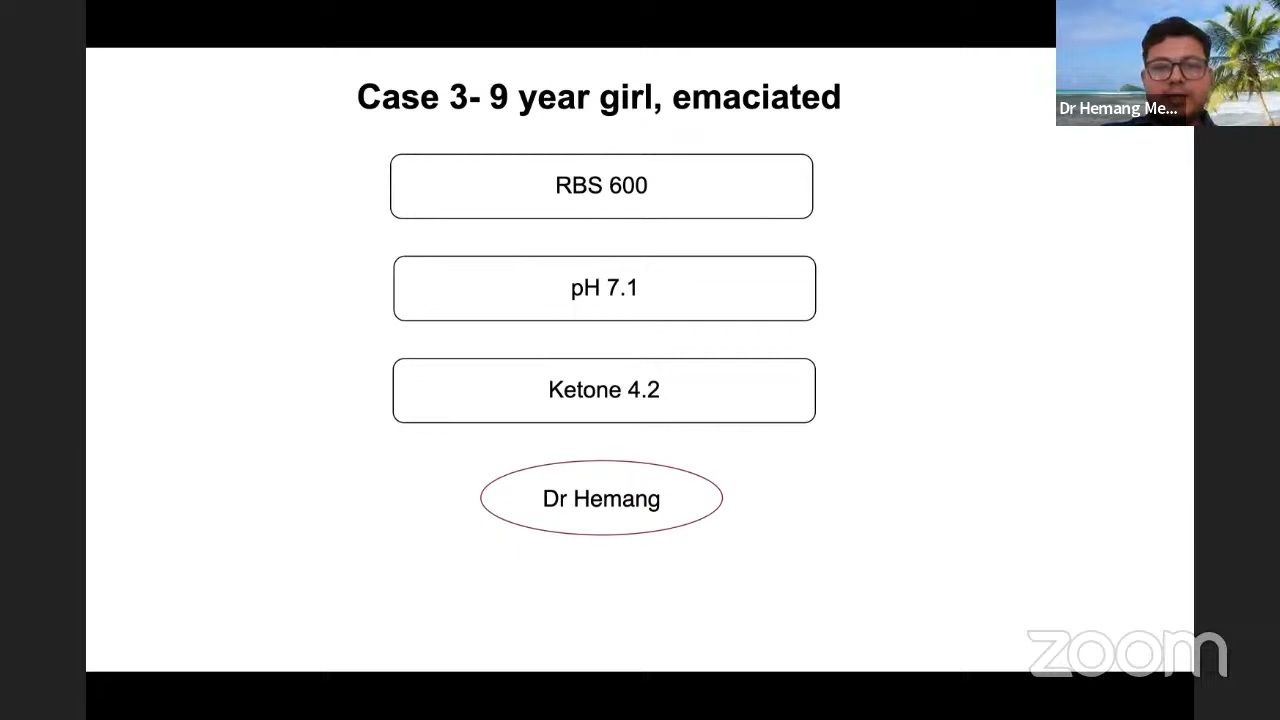 Case 3- 9 year girl, emaciated
Dr Hemang Me...
RBS 600
pH 7.1
Ketone 4.2
Dr Hemang
zoom